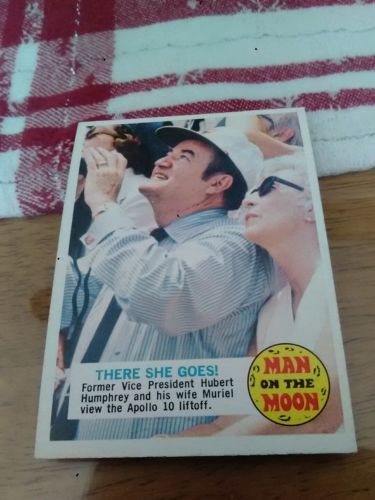 THERE SHE GOES!
Former Vice President Hubert
Humphrey and his wife Muriel
view the Apollo 10 liftoff.
MAN
ON THE
MOON